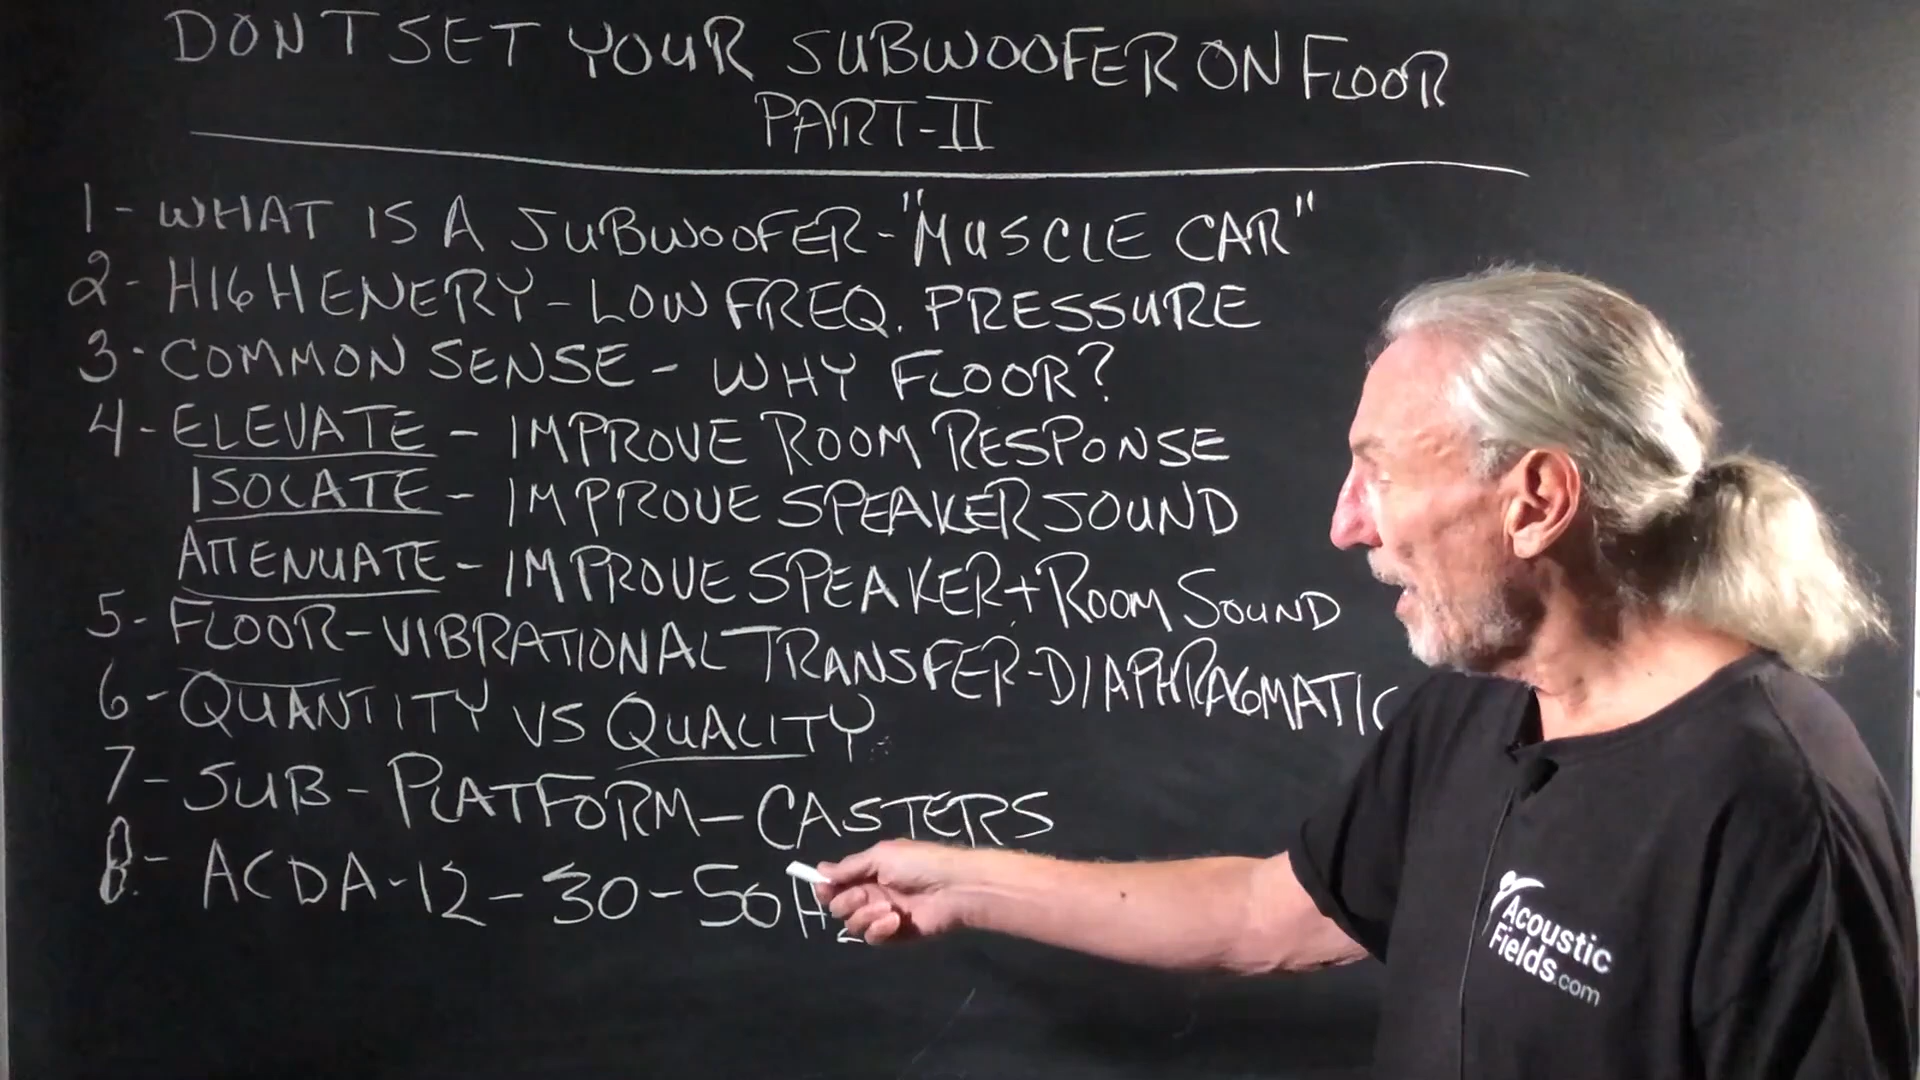 DONT SET YOUR SUBWOOFER ON FLOOR
PART-II
1 - WHAT IS A SUBWOOFER - "MUSCLE CAR"
2 - HIGH ENERY - LOW FREQ. PRESSURE
3 - COMMON SENSE - WHY FLOOR?
4 - ELEVATE - IMPROVE ROOM RESPONSE
ISOLATE - IMPROVE SPEAKER SOUND
ATTENUATE - IMPROVE SPEAKER + ROOM SOUND
5 - FLOOR - VIBRATIONAL TRANSFER - DIAPHRAGMATIC
6 - QUANTITY VS QUALITY
7 - SUB - PLATFORM - CASTERS
8 - ACDA-12 - 30 - 50Hz
Acoustic
Fields.com